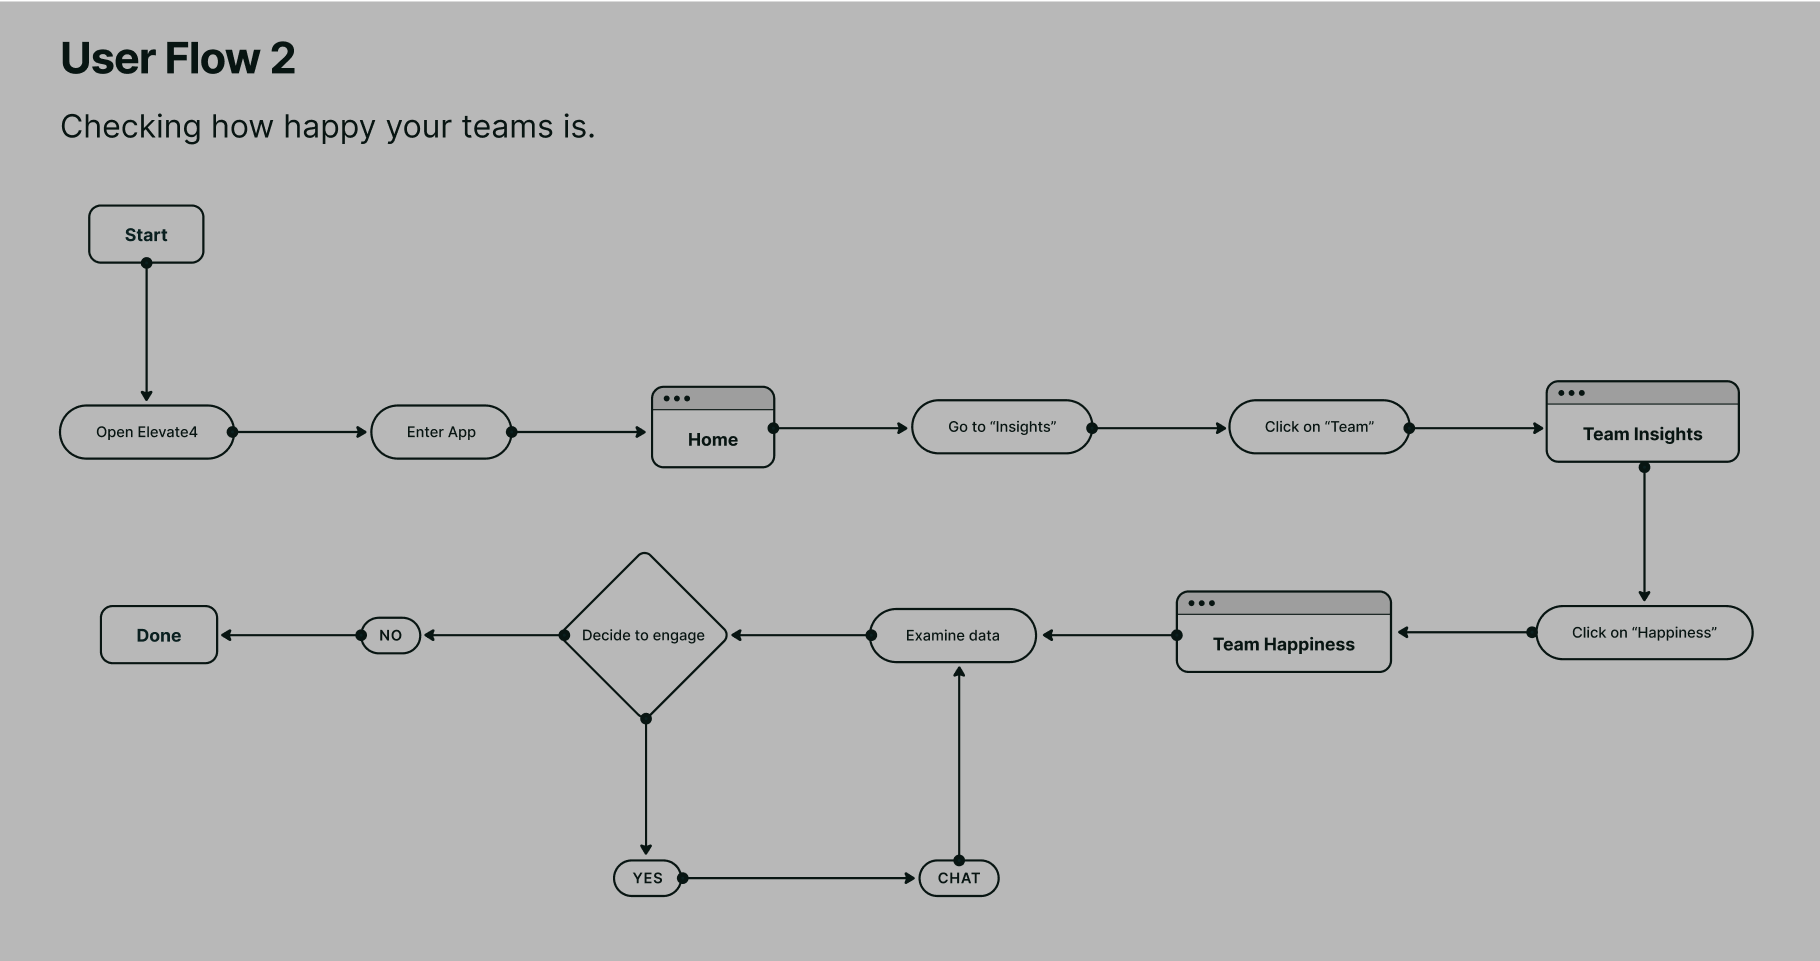 User Flow 2
Checking how happy your teams is.
Start
Open Elevate4
Enter App
Home
Go to “Insights”
Click on “Team”
Team Insights
Click on “Happiness”
Team Happiness
Examine data
Decide to engage
NO
Done
YES
CHAT